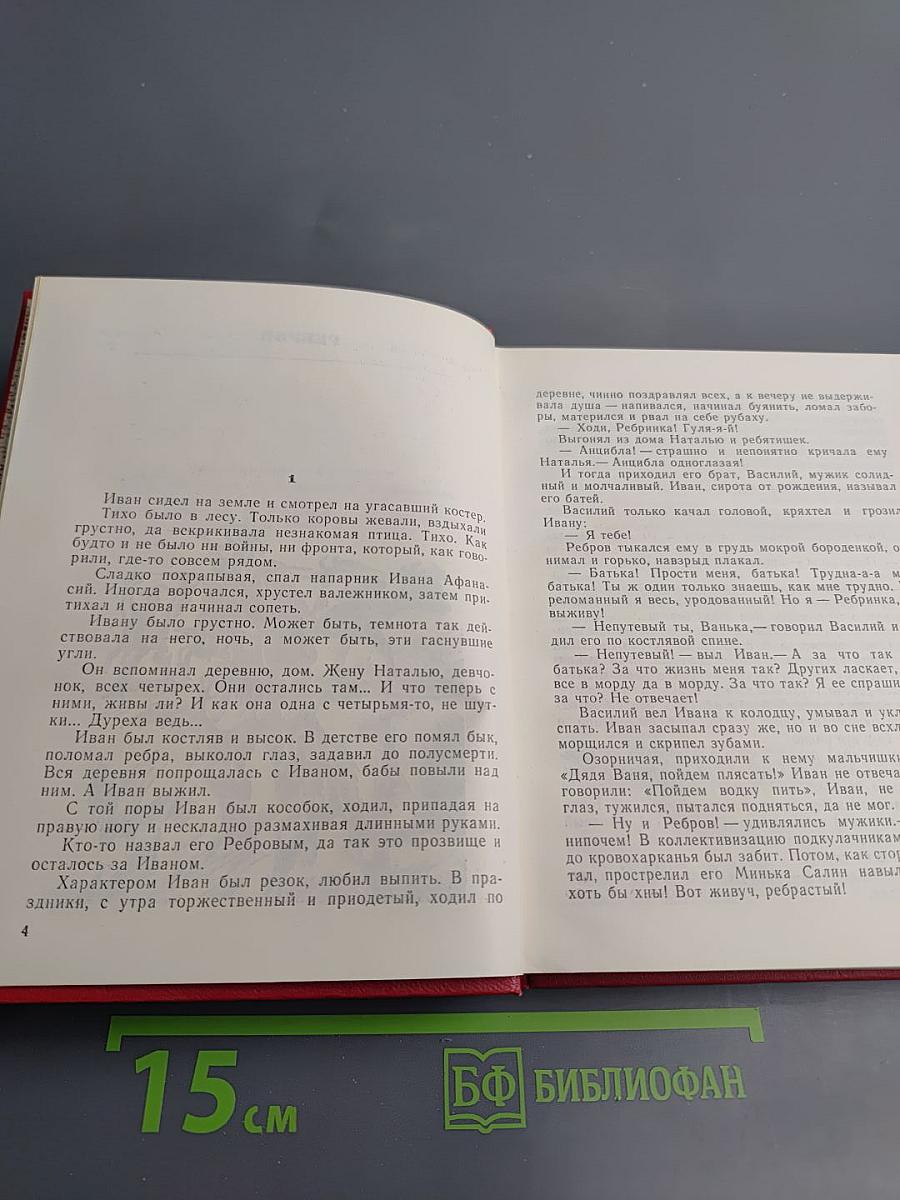 1
Иван сидел на земле и смотрел на угасавший костер.
Тихо было в лесу. Только коровы жевали, вздыхали
грустно, да вскрикивала незнакомая птица. Тихо. Как
будто и не было ни войны, ни фронта, который, как гово-
рили, где-то совсем рядом.
Сладко похрапывая, спал напарник Ивана Афана-
сий. Иногда ворочался, хрустел валежником, затем при-
тихал и снова начинал сопеть.
Ивану было грустно. Может быть, темнота так дей-
ствовала на него, ночь, а может быть, эти гаснувшие
угли.
Он вспоминал деревню, дом. Жену Наталью, девчо-
нок, всех четырех. Они остались там... И что теперь с
ними, живы ли? И как она одна с четырьмя-то, не шут-
ки... Дуреха ведь...
Иван был костляв и высок. В детстве его помял бык,
поломал ребра, выколол глаз, задавил до полусмерти.
Вся деревня попрощалась с Иваном, бабы повыли над
ним. А Иван выжил.
С той поры Иван был кособок, ходил, припадая на
правую ногу и нескладно размахивая длинными руками.
Кто-то назвал его Ребровым, да так это прозвище и
осталось за Иваном.
Характером Иван был резок, любил выпить. В пра-
здники, с утра торжественный и приодетый, ходил по
4
деревне, чинно поздравлял всех, а к вечеру не выдержи-
вала душа — напивался, начинал буянить, ломал забо-
ры, матерился и рвал на себе рубаху.
— Ходи, Ребринка! Гуля-я-й!
Выгонял из дома Наталью и ребятишек.
— Анцибла! — страшно и непонятно кричала ему
Наталья.— Анцибла одноглазая!
И тогда приходил его брат, Василий, мужик солид-
ный и молчаливый. Иван, сирота от рождения, называл
его батей.
Василий только качал головой, кряхтел и грозил
Ивану:
— Я тебе!
Ребров тыкался ему в грудь мокрой бороденкой, о
нимал и горько, навзрыд плакал.
— Батька! Прости меня, батька! Трудна-а-а м
батька! Ты ж один только знаешь, как мне трудно.
реломанный я весь, уродованный! Но я — Ребринка,
выживу!
— Непутевый ты, Ванька,— говорил Василий и
дил его по костлявой спине.
— Непутевый! — выл Иван.— А за что так
батька? За что жизнь меня так? Других ласкает,
все в морду да в морду. За что так? Я ее спраши
за что? Не отвечает!
Василий вел Ивана к колодцу, умывал и укл
спать. Иван засыпал сразу же, но и во сне всхл
морщился и скрипел зубами.
Озорничая, приходили к нему мальчишки
«Дядя Ваня, пойдем плясать!» Иван не отвеча
говорили: «Пойдем водку пить», Иван, не
глаз, тужился, пытался подняться, да не мог.
— Ну и Ребров! — удивлялись мужики.-
нипочем! В коллективизацию подкулачникам
до кровохарканья был забит. Потом, как стор
тал, прострелил его Минька Салин навыл
хоть бы хны! Вот живуч, ребрастый!
15 см
БФ БИБЛИОФАН